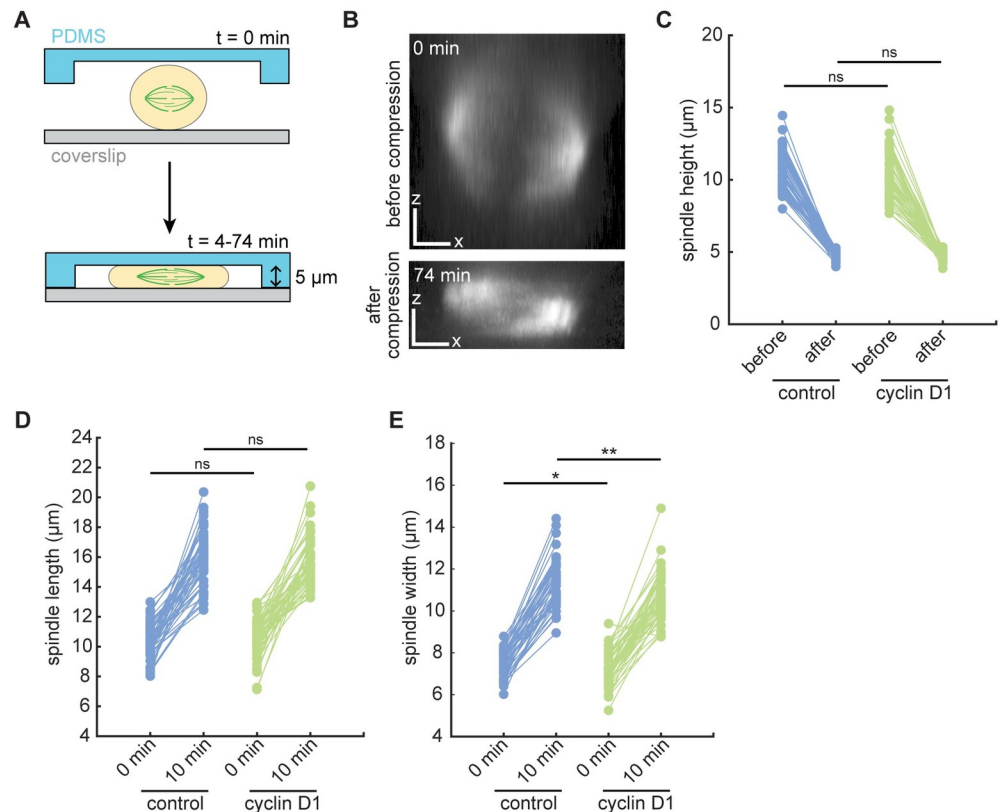 A
PDMS
t = 0 min
coverslip
t = 4-74 min
5 μm
B
before compression
0 min
z
x
after
compression
74 min
z
x
C
spindle height (μm)
20
15
10
5
0
ns
ns
before
after
before
after
control
cyclin D1
D
spindle length (μm)
24
22
20
18
16
14
12
10
8
6
4
ns
ns
0 min
10 min
0 min
10 min
control
cyclin D1
E
spindle width (μm)
18
16
14
12
10
8
6
4
**
*
0 min
10 min
0 min
10 min
control
cyclin D1